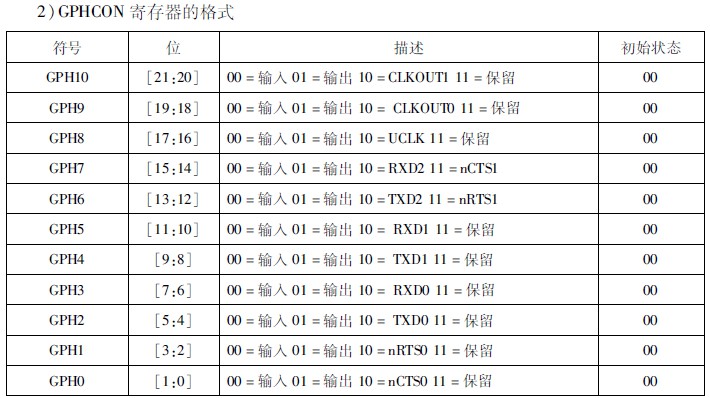 2)GPHCON 寄存器的格式
符号 位 描述 初始状态
GPH10 [21:20] 00=输入 01=输出 10=CLKOUT1 11=保留 00
GPH9 [19:18] 00=输入 01=输出 10= CLKOUT0 11=保留 00
GPH8 [17:16] 00=输入 01=输出 10=UCLK 11=保留 00
GPH7 [15:14] 00=输入 01=输出 10=RXD2 11=nCTS1 00
GPH6 [13:12] 00=输入 01=输出 10=TXD2 11=nRTS1 00
GPH5 [11:10] 00=输入 01=输出 10= RXD1 11=保留 00
GPH4 [9:8] 00=输入 01=输出 10= TXD1 11=保留 00
GPH3 [7:6] 00=输入 01=输出 10= RXD0 11=保留 00
GPH2 [5:4] 00=输入 01=输出 10= TXD0 11=保留 00
GPH1 [3:2] 00=输入 01=输出 10=nRTS0 11=保留 00
GPH0 [1:0] 00=输入 01=输出 10=nCTS0 11=保留 00